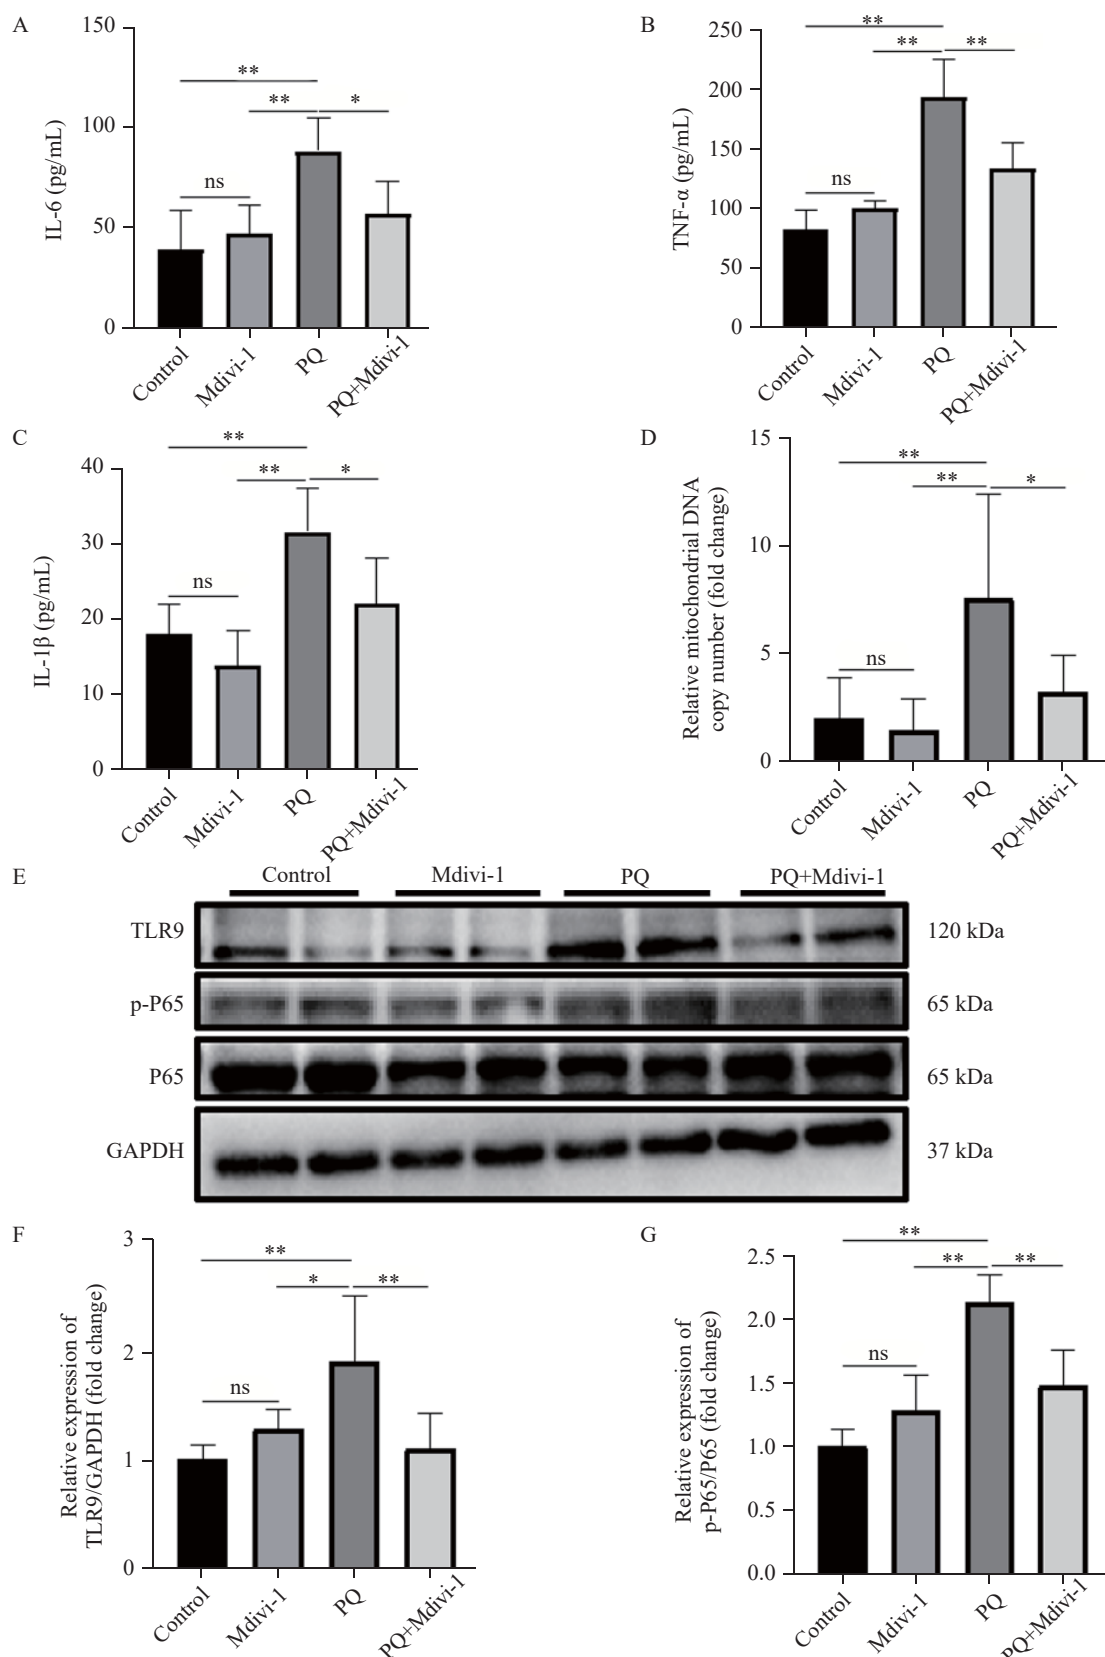 A
IL-6 (pg/mL)
150
100
50
0
**
**
*
ns
Control
Mdivi-1
PQ
PQ+Mdivi-1
B
TNF-α (pg/mL)
250
200
150
100
50
0
**
**
**
ns
Control
Mdivi-1
PQ
PQ+Mdivi-1
C
IL-1β (pg/mL)
40
30
20
10
0
**
**
*
ns
Control
Mdivi-1
PQ
PQ+Mdivi-1
D
Relative mitochondrial DNA
copy number (fold change)
15
10
5
0
**
**
*
ns
Control
Mdivi-1
PQ
PQ+Mdivi-1
E
Control
Mdivi-1
PQ
PQ+Mdivi-1
TLR9
120 kDa
p-P65
65 kDa
P65
65 kDa
GAPDH
37 kDa
F
Relative expression of
TLR9/GAPDH (fold change)
3
2
1
0
**
*
**
ns
Control
Mdivi-1
PQ
PQ+Mdivi-1
G
Relative expression of
p-P65/P65 (fold change)
2.5
2.0
1.5
1.0
0.5
0.0
**
**
**
ns
Control
Mdivi-1
PQ
PQ+Mdivi-1